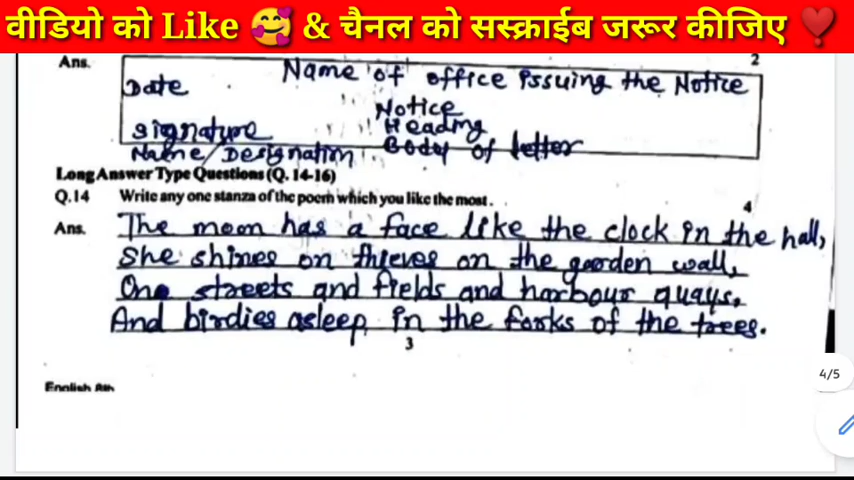 वीडियो को Like 🥰 & चैनल को सस्क्राईब जरूर कीजिए ❤️
Ans.
2
Name of office issuing the Notice
Date
Notice
Signature
Heading
Name/Designation
Body of letter
Long Answer Type Questions (Q. 14-16)
Q.14 Write any one stanza of the poem which you like the most.
4
Ans. The moon has a face like the clock in the hall,
She shines on thieves on the garden wall,
One streets and fields and harbour quays,
And birdies asleep in the forks of the trees.
3
English 8th
4/5